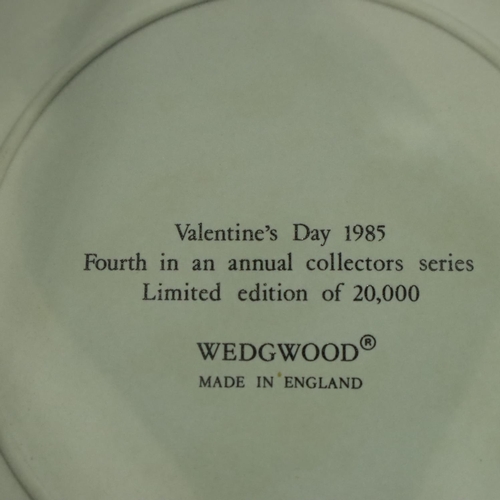 Valentine's Day 1985
Fourth in an annual collectors series
Limited edition of 20,000
WEDGWOOD®
MADE IN ENGLAND